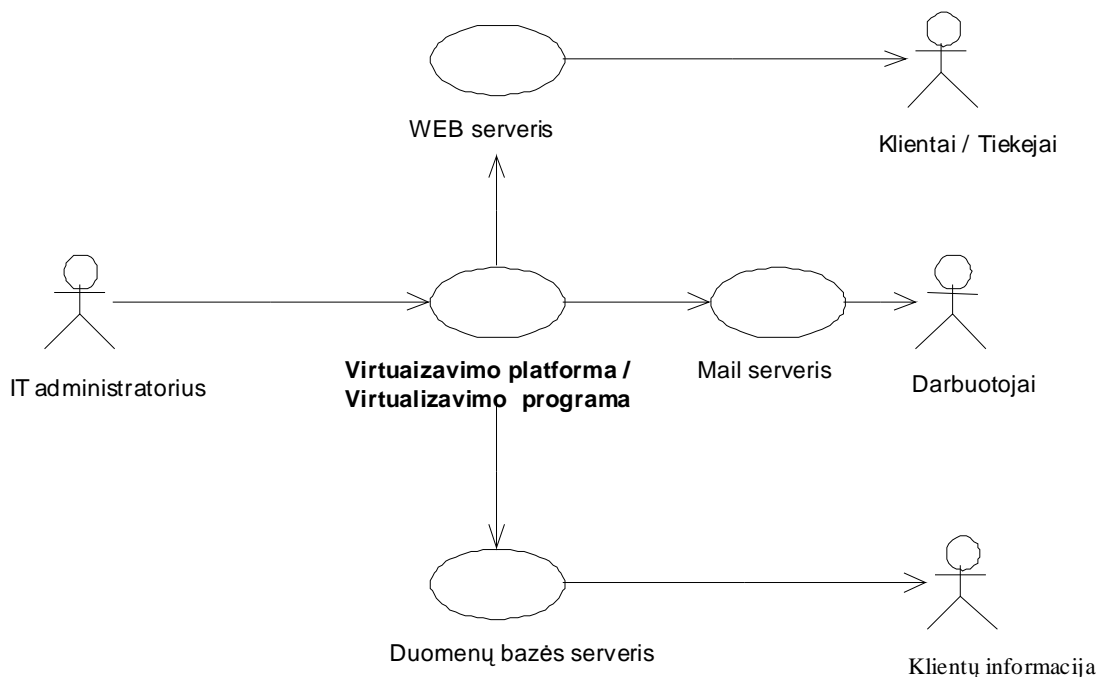 WEB serveris
Klientai / Tiekejai
IT administratorius
Virtuaizavimo platforma /
Virtualizavimo programa
Mail serveris
Darbuotojai
Duomenų bazės serveris
Klientų informacija